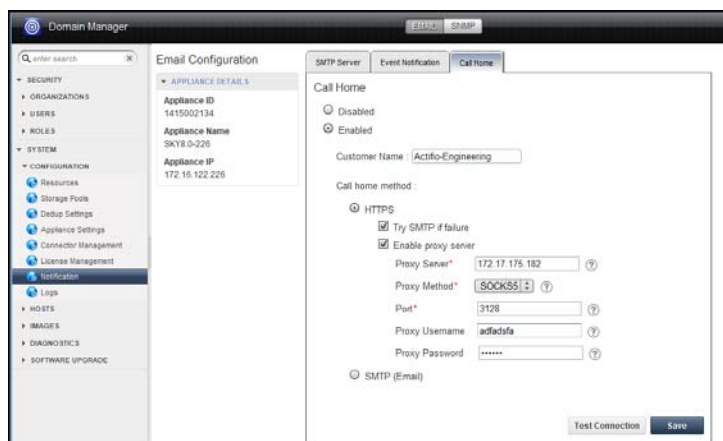 Domain Manager
EMAIL SNMP
enter search
SECURITY
ORGANIZATIONS
USERS
ROLES
SYSTEM
CONFIGURATION
Resources
Storage Pools
Dedup Settings
Appliance Settings
Connector Management
License Management
Notification
Logs
HOSTS
IMAGES
DIAGNOSTICS
SOFTWARE UPGRADE
Email Configuration
APPLIANCE DETAILS
Appliance ID
1415002134
Appliance Name
SKY8.0-226
Appliance IP
172.16.122.226
SMTP Server Event Notification Call Home
Call Home
Disabled
Enabled
Customer Name : Actifio-Engineering
Call home method :
HTTPS
Try SMTP if failure
Enable proxy server
Proxy Server* 172.17.175.182 ?
Proxy Method* SOCKS5 ?
Port* 3128 ?
Proxy Username adfadsfa ?
Proxy Password •••••• ?
SMTP (Email)
Test Connection Save